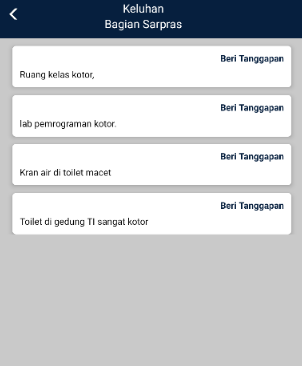 Keluhan
Bagian Sarpras
Beri Tanggapan
Ruang kelas kotor,
Beri Tanggapan
lab pemrograman kotor.
Beri Tanggapan
Kran air di toilet macet
Beri Tanggapan
Toilet di gedung TI sangat kotor